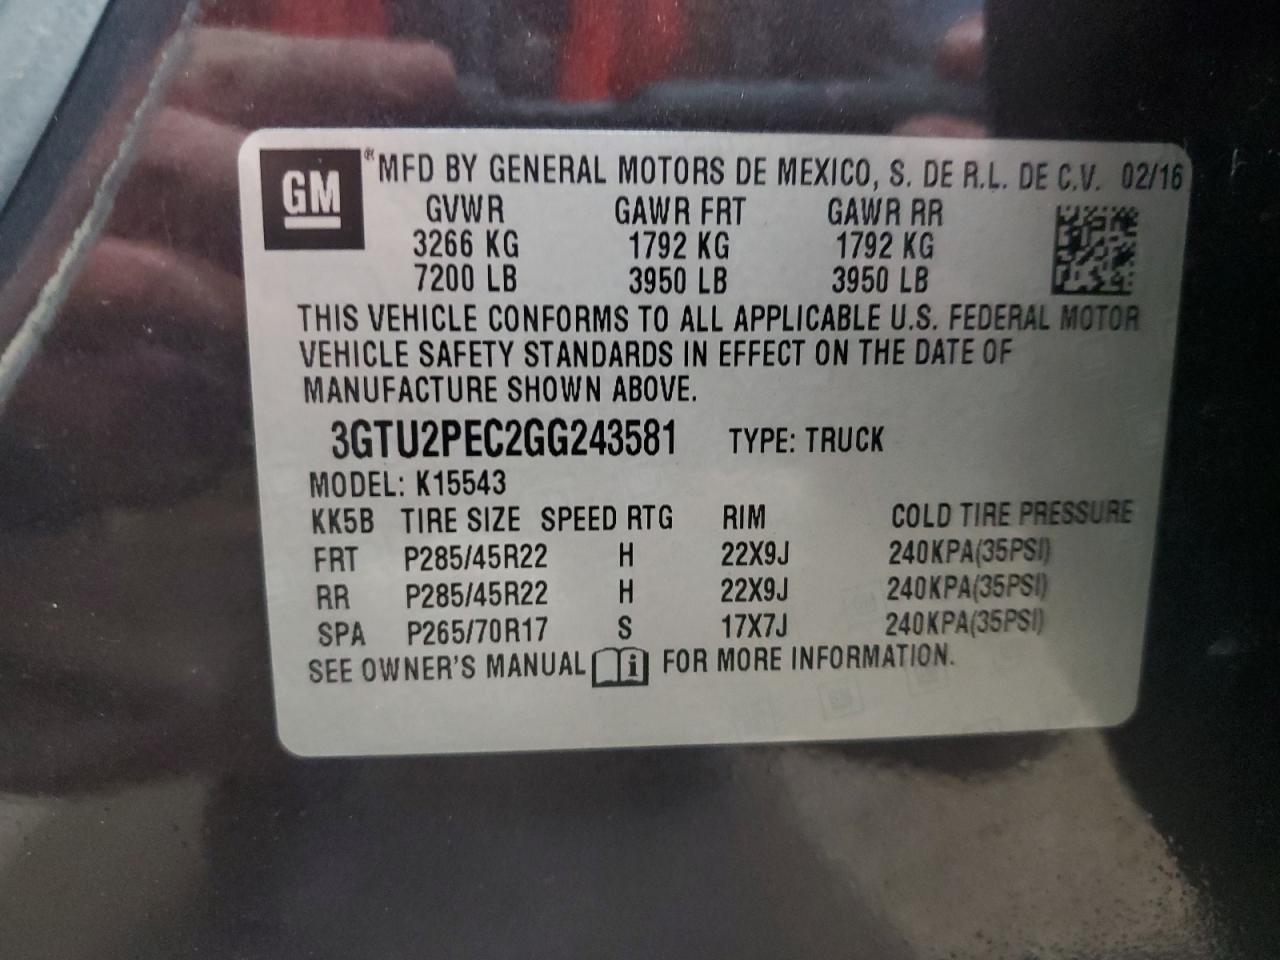 GM ® MFD BY GENERAL MOTORS DE MEXICO, S. DE R.L. DE C.V. 02/16
GVWR GAWR FRT GAWR RR
3266 KG 1792 KG 1792 KG
7200 LB 3950 LB 3950 LB
THIS VEHICLE CONFORMS TO ALL APPLICABLE U.S. FEDERAL MOTOR
VEHICLE SAFETY STANDARDS IN EFFECT ON THE DATE OF
MANUFACTURE SHOWN ABOVE.
3GTU2PEC2GG243581 TYPE: TRUCK
MODEL: K15543
KK5B TIRE SIZE SPEED RTG RIM COLD TIRE PRESSURE
FRT P285/45R22 H 22X9J 240KPA(35PSI)
RR P285/45R22 H 22X9J 240KPA(35PSI)
SPA P265/70R17 S 17X7J 240KPA(35PSI)
SEE OWNER'S MANUAL i FOR MORE INFORMATION.